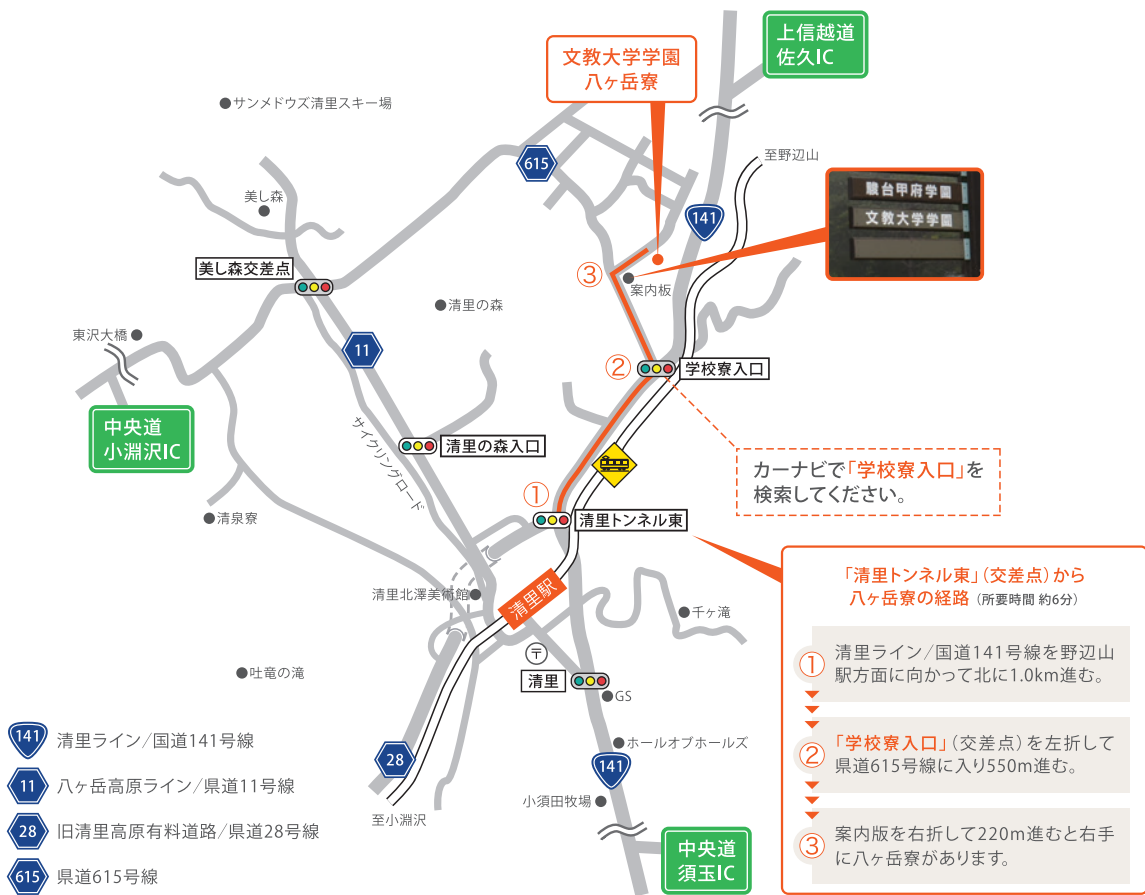 上信越道
佐久IC
文教大学学園
八ヶ岳寮
サンメドウズ清里スキー場
至野辺山
615
駿台甲府学園
文教大学学園
美し森
141
美し森交差点
③
案内板
清里の森
東沢大橋
11
②
学校寮入口
中央道
小淵沢IC
サイクリングロード
清里の森入口
カーナビで「学校寮入口」を
検索してください。
①
清里トンネル東
清泉寮
清里北澤美術館
清里駅
千ヶ滝
〒
清里
吐竜の滝
GS
28
ホールオブホールズ
141
小須田牧場
至小淵沢
中央道
須玉IC
141 清里ライン/国道141号線
11 八ヶ岳高原ライン/県道11号線
28 旧清里高原有料道路/県道28号線
615 県道615号線
「清里トンネル東」(交差点)から
八ヶ岳寮の経路 (所要時間 約6分)
① 清里ライン/国道141号線を野辺山
駅方面に向かって北に1.0km進む。
② 「学校寮入口」(交差点)を左折して
県道615号線に入り550m進む。
③ 案内版を右折して220m進むと右手
に八ヶ岳寮があります。